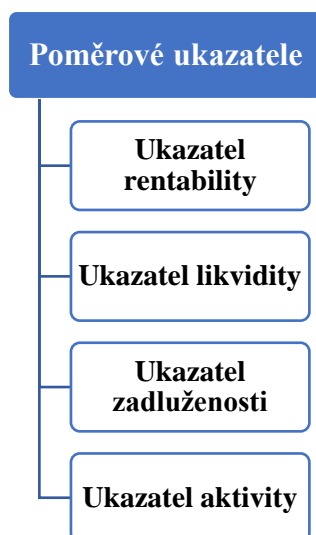 Poměrové ukazatele
Ukazatel
rentability
Ukazatel likvidity
Ukazatel
zadluženosti
Ukazatel aktivity